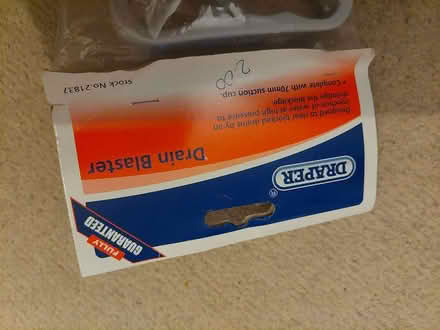 FULLY
GUARANTEED
DRAPER
®
Drain Blaster
Designed to clear blocked drains by an
injection of water at high pressure to
dislodge the blockage.
* Complete with 70mm suction cup.
2.00
Stock No.21837